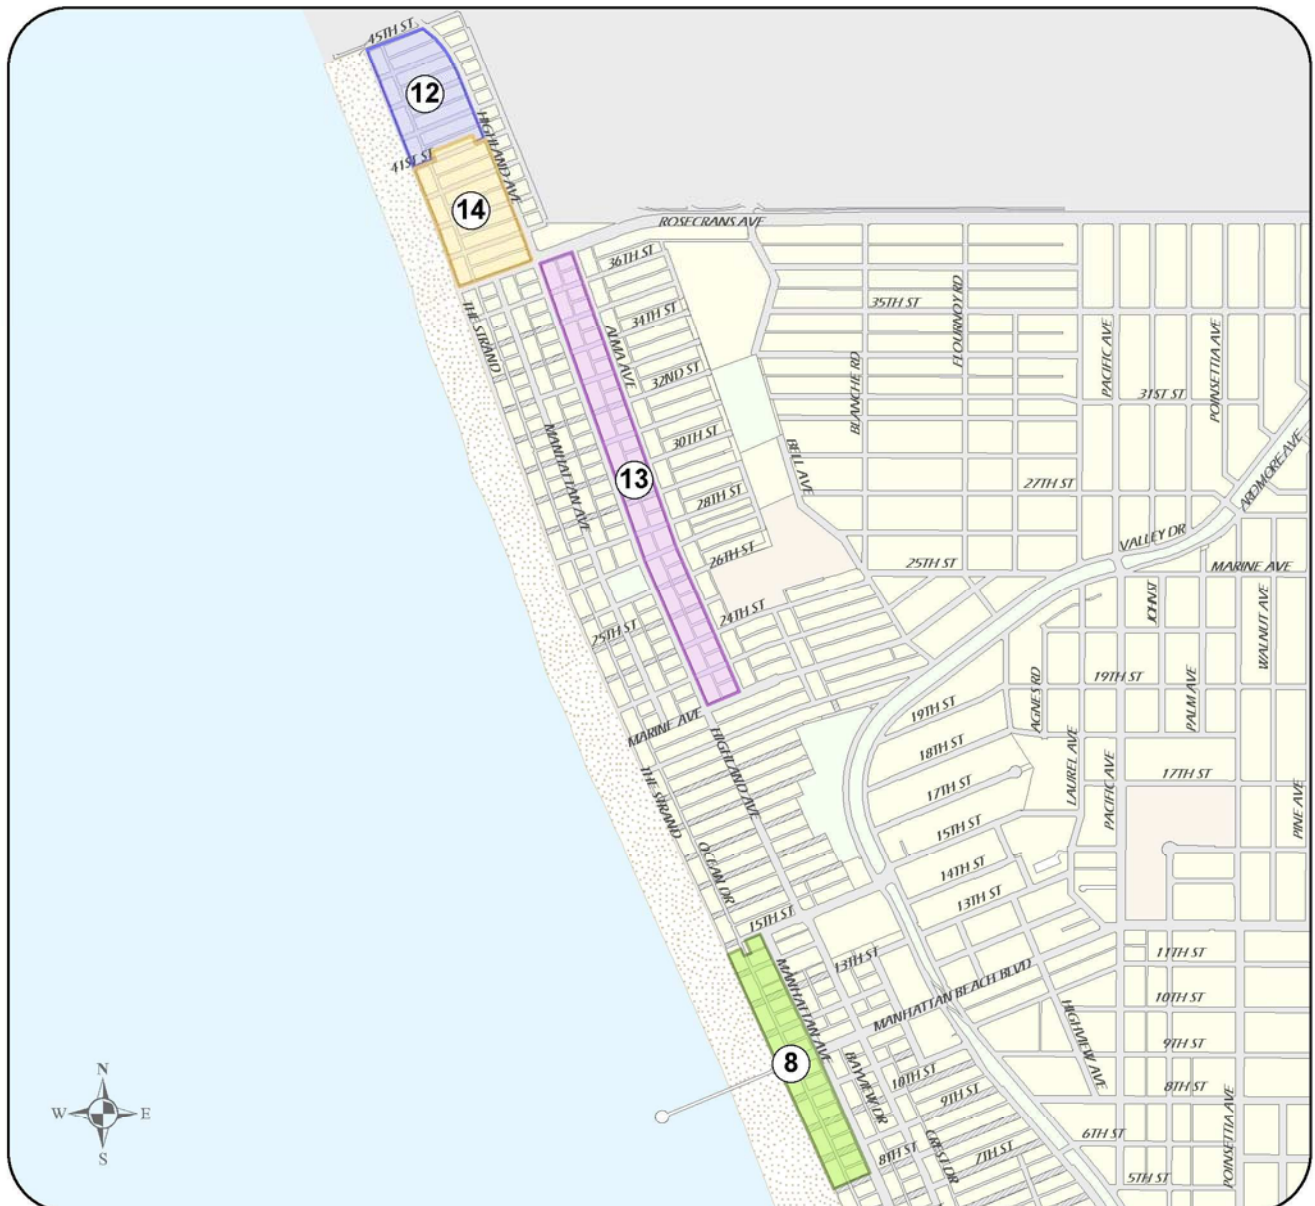 45TH ST
12
HIGHLAND AVE
41ST ST
14
ROSECRANS AVE
36TH ST
THE STRAND
34TH ST
ALMA AVE
32ND ST
30TH ST
MANHATTAN AVE
13
28TH ST
26TH ST
24TH ST
25TH ST
35TH ST
FLOURNOY RD
BLANCHE RD
PACIFIC AVE
POINSETTIA AVE
31ST ST
BELL AVE
27TH ST
ARDMORE AVE
VALLEY DR
25TH ST
MARINE AVE
JOHN ST
WALNUT AVE
AGNES RD
19TH ST
PALM AVE
19TH ST
MARINE AVE
HIGHLAND AVE
18TH ST
LAUREL AVE
PACIFIC AVE
17TH ST
17TH ST
THE STRAND
PINE AVE
15TH ST
OCEAN DR
14TH ST
13TH ST
15TH ST
13TH ST
11TH ST
MANHATTAN AVE
MANHATTAN BEACH BLVD
10TH ST
HIGHVIEW AVE
9TH ST
8
BAYVIEW DR
10TH ST
8TH ST
9TH ST
POINSETTIA AVE
6TH ST
8TH ST
CREST DR
7TH ST
5TH ST
N
W
E
S